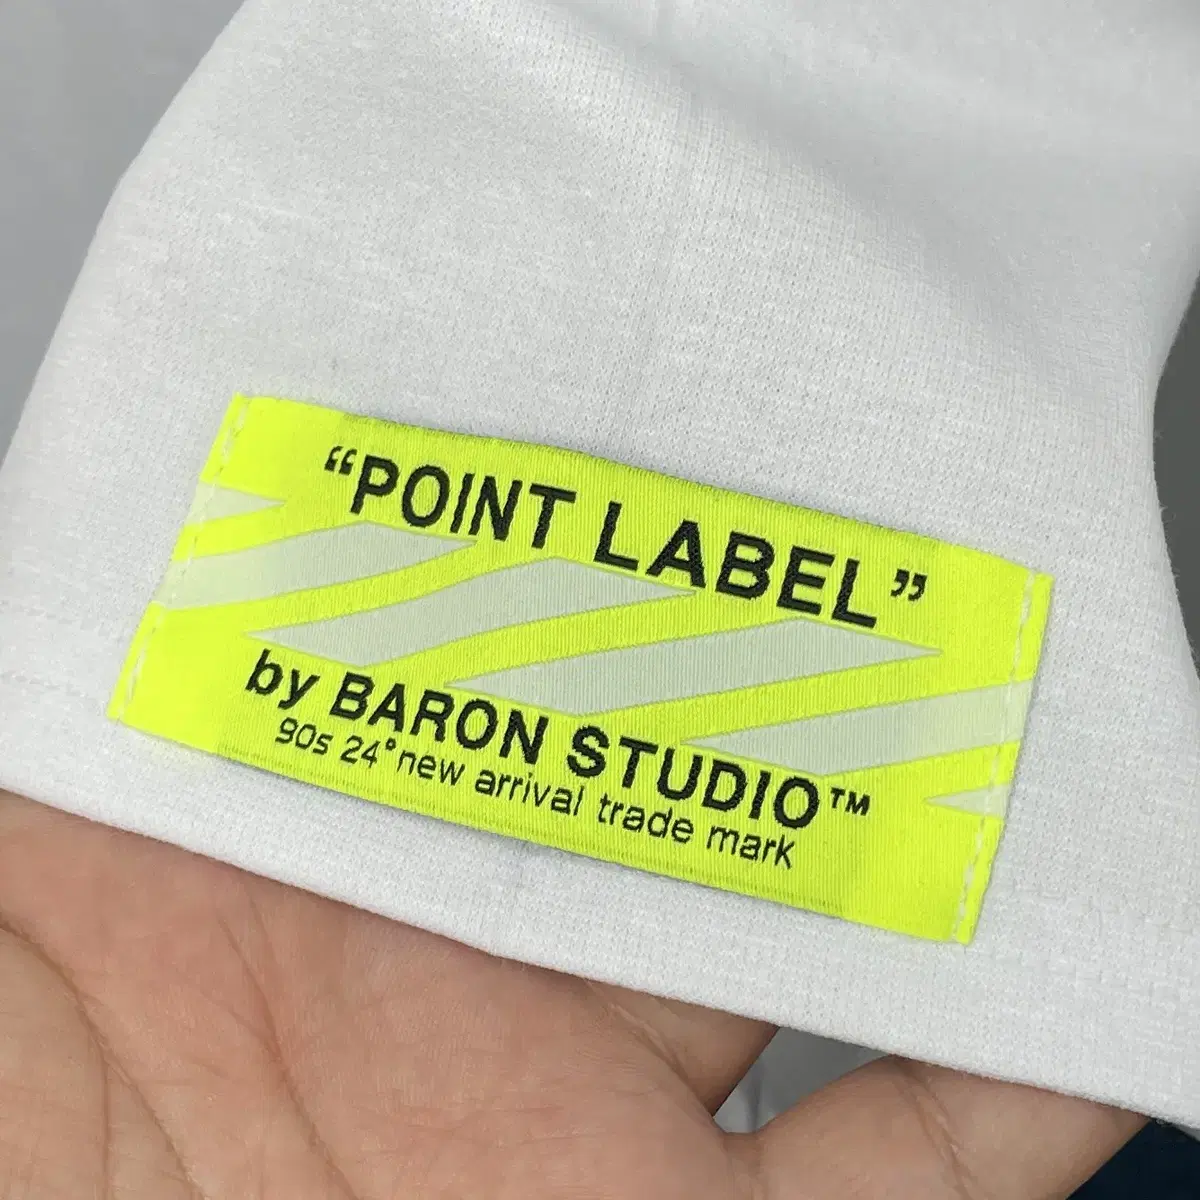 “POINT LABEL”
by BARON STUDIO™
90s 24° new arrival trade mark